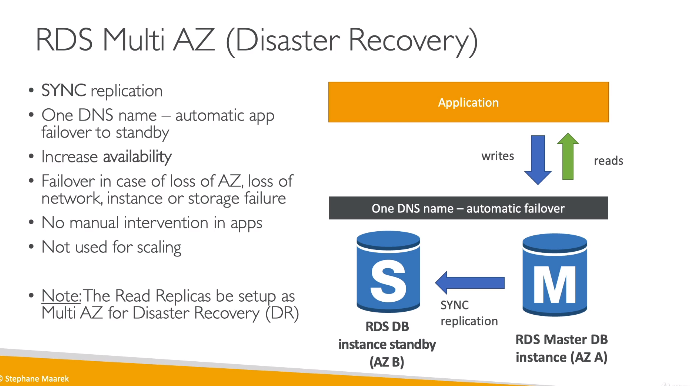 RDS Multi AZ (Disaster Recovery)
• SYNC replication
• One DNS name – automatic app
failover to standby
• Increase availability
• Failover in case of loss of AZ, loss of
network, instance or storage failure
• No manual intervention in apps
• Not used for scaling
• Note: The Read Replicas be setup as
Multi AZ for Disaster Recovery (DR)
Application
writes
reads
One DNS name – automatic failover
S
M
SYNC
replication
RDS DB
instance standby
(AZ B)
RDS Master DB
instance (AZ A)
© Stephane Maarek